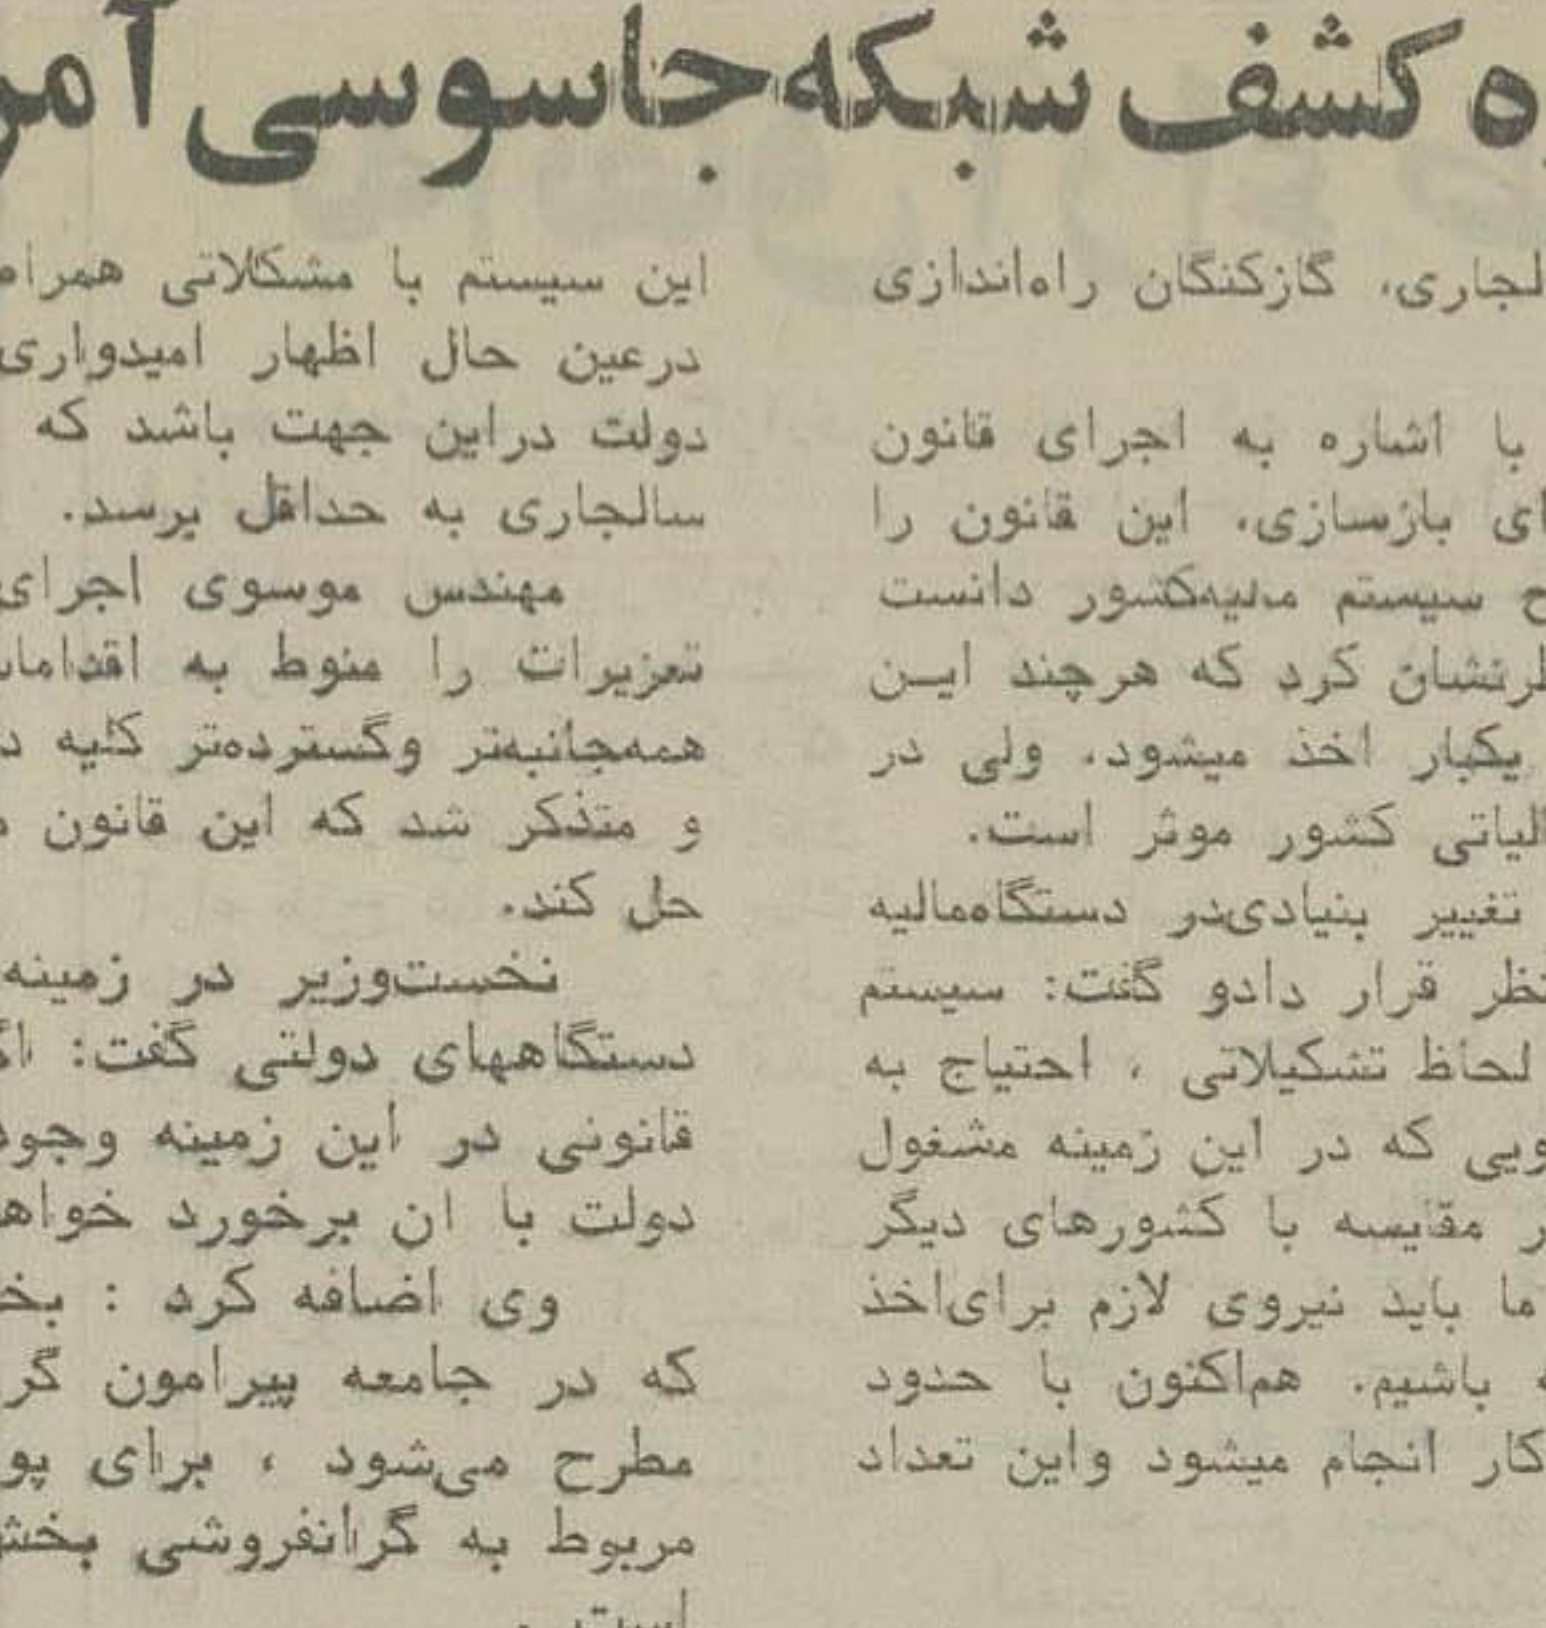 ه کشف شبکه جاسوسی آمر
لجاری، گازکنگان راه‌اندازی
با اشاره به اجرای قانون
ای بازسازی، این قانون را
ح سیستم مالیه‌کشور دانست
طرنشان کرد که هرچند ایـن
یکبار اخذ میشود، ولی در
الیاتی کشور موثر است.
تغییر بنیادی‌در دستگاه‌مالیه
نظر قرار دادو گفت: سیستم
لحاظ تشکیلاتی ، احتیاج به
ویی که در این زمینه مشغول
ر مقایسه با کشورهای دیگر
ما باید نیروی لازم برای‌اخذ
ه باشیم. هم‌اکنون با حدود
کار انجام میشود واین تعداد
این سیستم با مشکلاتی همراه
درعین حال اظهار امیدواری
دولت دراین جهت باشد که
سالجاری به حداقل برسد.
مهندس موسوی اجرای
تعزیرات را منوط به اقدامات
همه‌جانبه‌تر وگسترده‌تر کلیه د
و متذکر شد که این قانون م
حل کند.
نخست‌وزیر در زمینه
دستگاههای دولتی گفت: اگ
قانونی در این زمینه وجود
دولت با ان برخورد خواه
وی اضافه کرد : بخ
که در جامعه پیرامون گر
مطرح می‌شود ، برای پو
مربوط به گرانفروشی بخش
است .